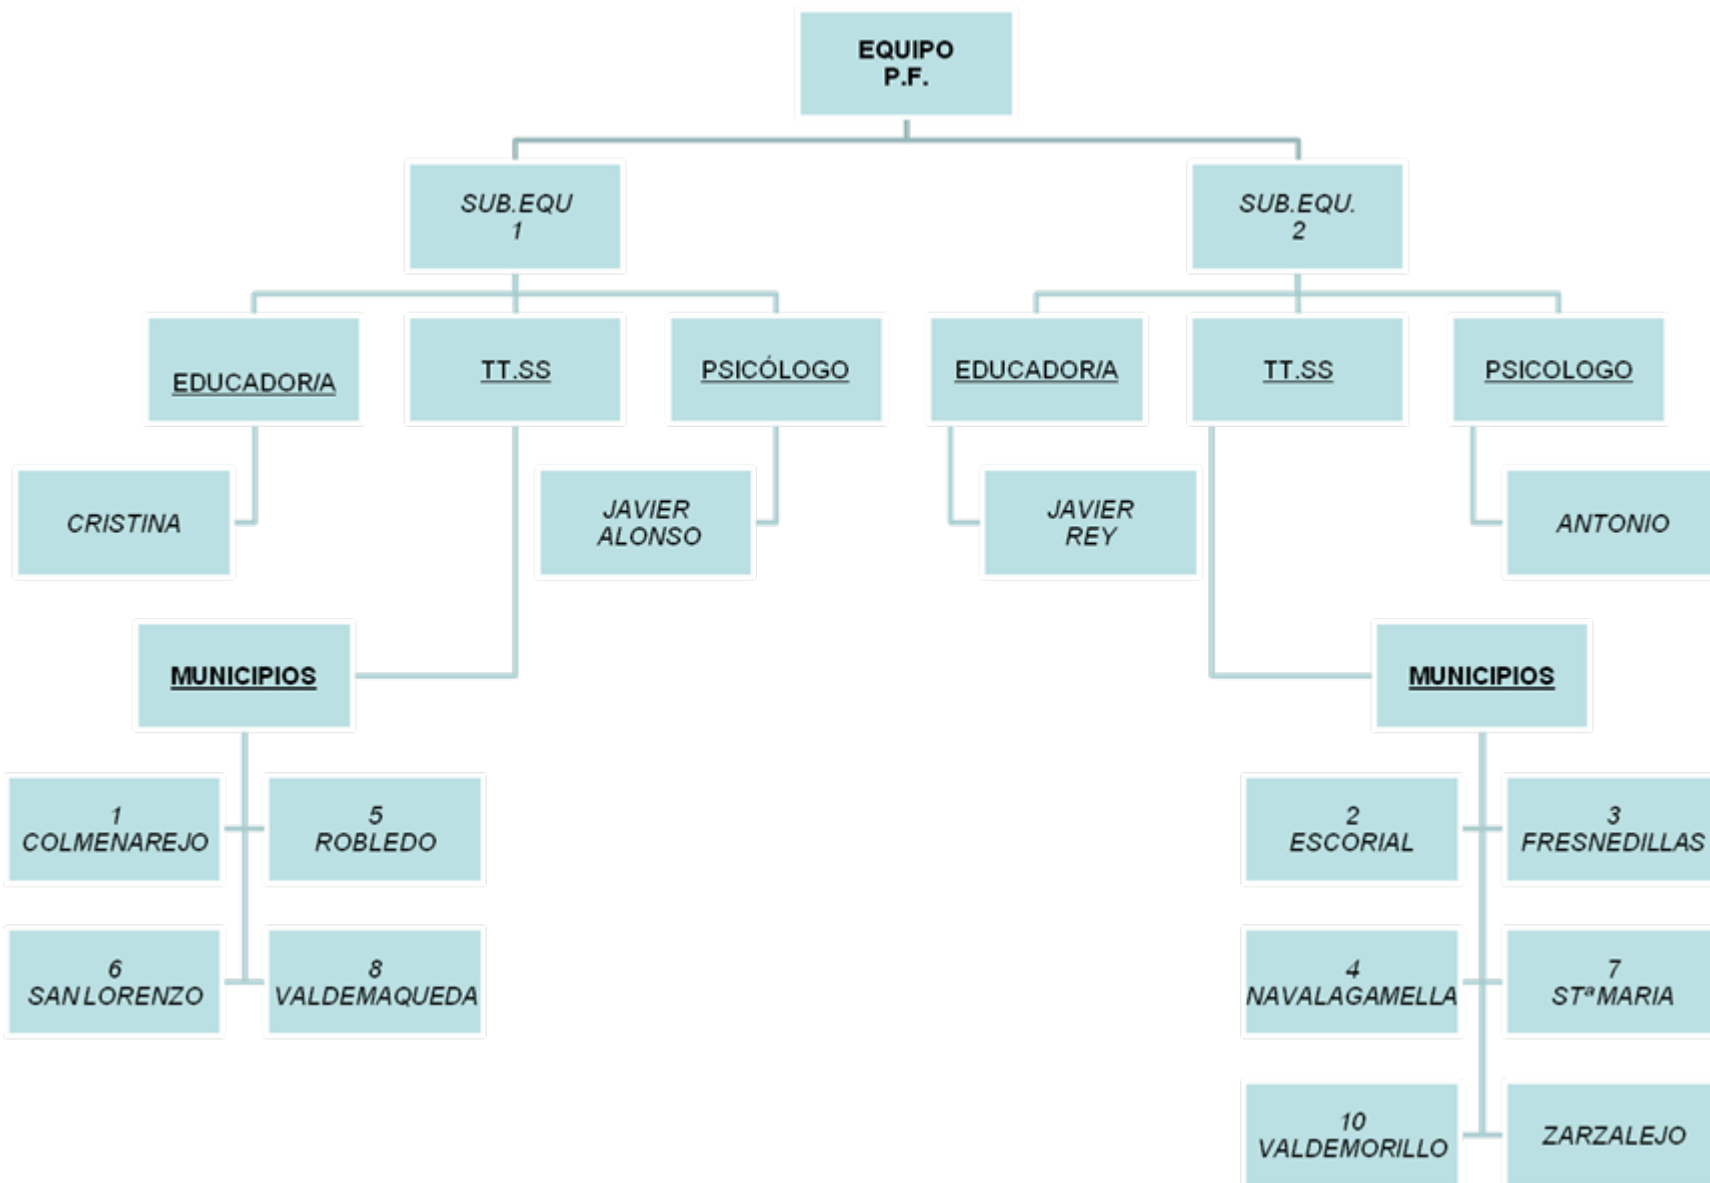 EQUIPO
P.F.
SUB.EQU
1
SUB.EQU.
2
EDUCADOR/A
TT.SS
PSICÓLOGO
EDUCADOR/A
TT.SS
PSICOLOGO
CRISTINA
JAVIER
ALONSO
JAVIER
REY
ANTONIO
MUNICIPIOS
MUNICIPIOS
1
COLMENAREJO
5
ROBLEDO
2
ESCORIAL
3
FRESNEDILLAS
6
SAN LORENZO
8
VALDEMAQUEDA
4
NAVALAGAMELLA
7
STª MARIA
10
VALDEMORILLO
ZARZALEJO